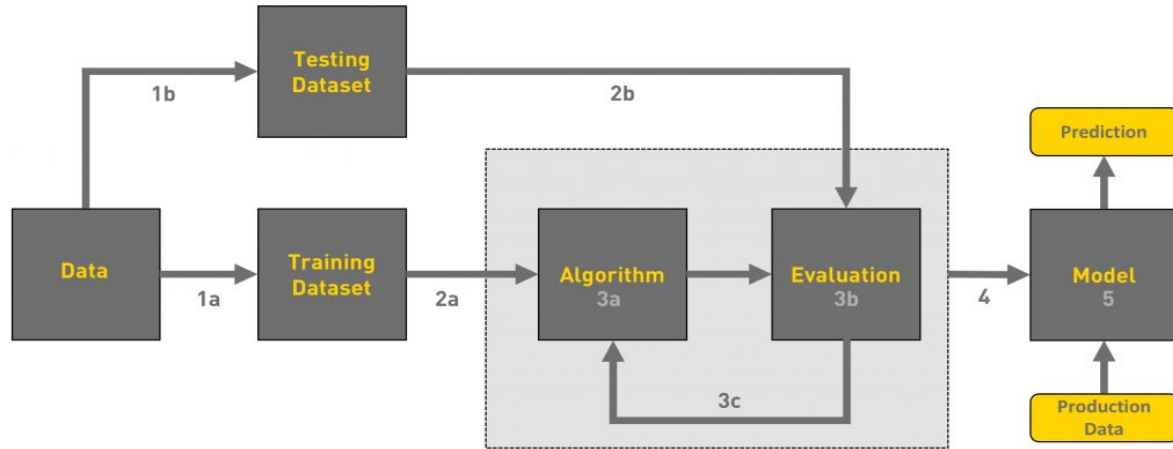 Testing
Dataset
1b
2b
Prediction
Data
1a
Training
Dataset
2a
Algorithm
3a
Evaluation
3b
4
Model
5
3c
Production
Data